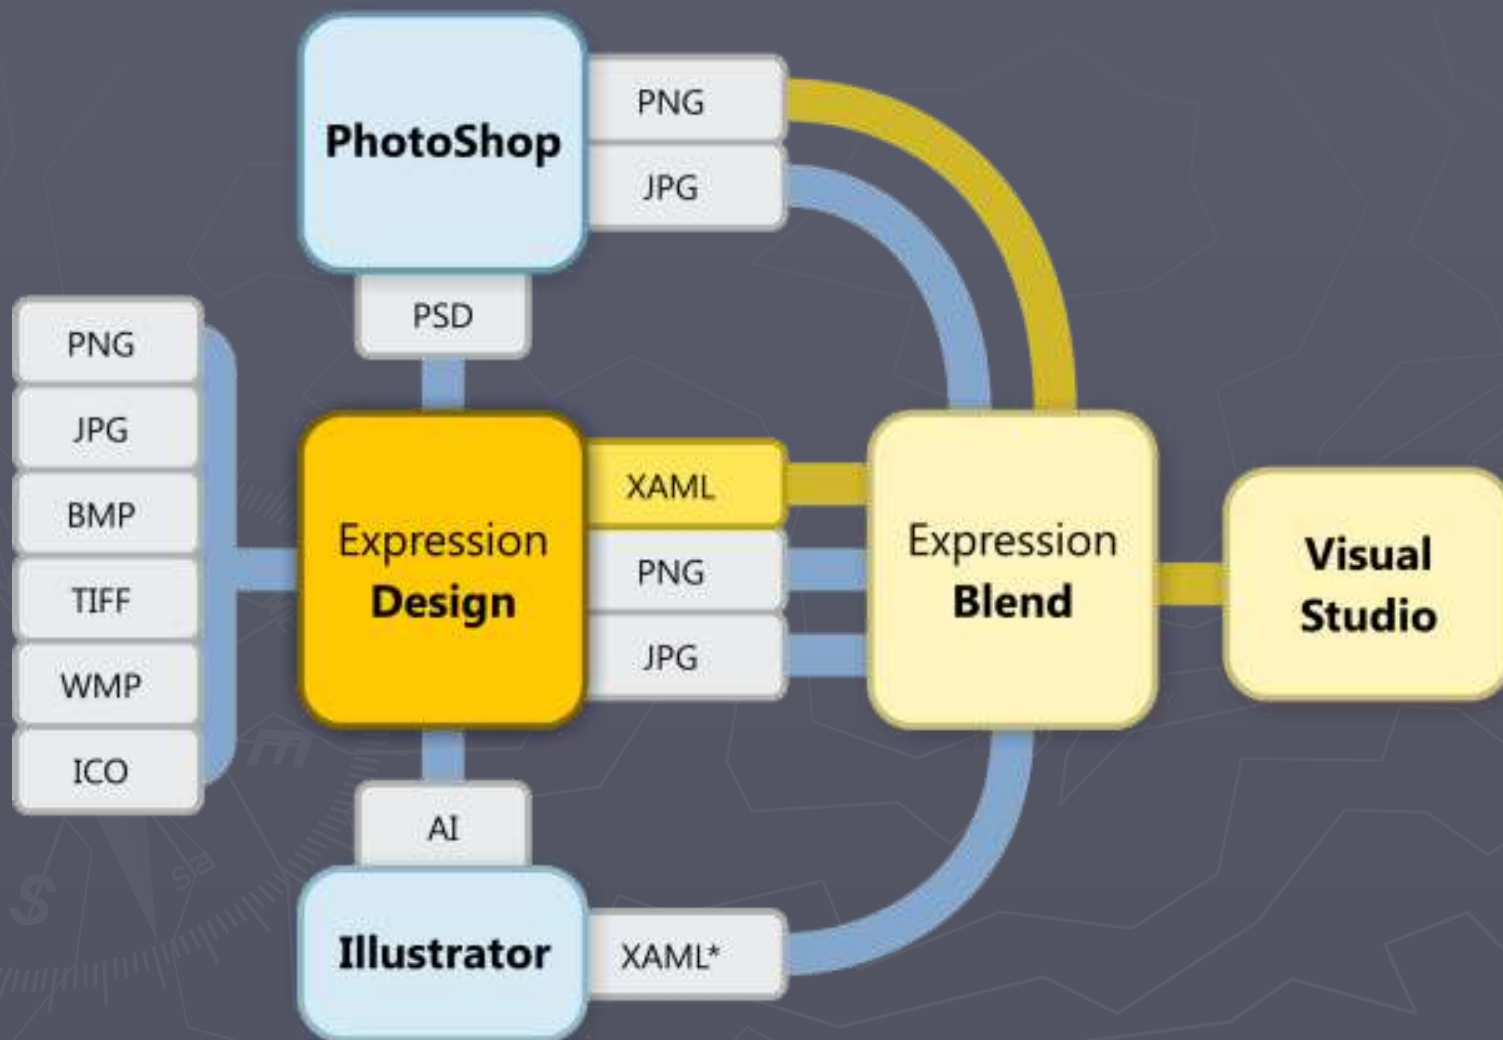 PhotoShop
PNG
JPG
PSD
PNG
JPG
BMP
TIFF
WMP
ICO
Expression
Design
XAML
PNG
JPG
Expression
Blend
Visual
Studio
AI
Illustrator
XAML*
S
SE
E